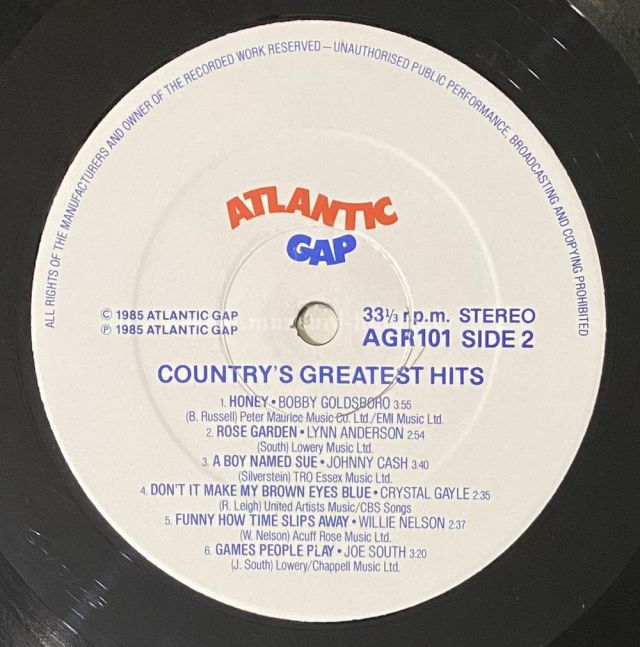 ALL RIGHTS OF THE MANUFACTURERS AND OWNER OF THE RECORDED WORK RESERVED – UNAUTHORISED PUBLIC PERFORMANCE, BROADCASTING AND COPYING PROHIBITED
ATLANTIC
GAP
© 1985 ATLANTIC GAP
℗ 1985 ATLANTIC GAP
33⅓ r.p.m. STEREO
AGR101 SIDE 2
COUNTRY'S GREATEST HITS
1. HONEY • BOBBY GOLDSBORO 3:55
(B. Russell) Peter Maurice Music Co. Ltd./EMI Music Ltd.
2. ROSE GARDEN • LYNN ANDERSON 2:54
(South) Lowery Music Ltd.
3. A BOY NAMED SUE • JOHNNY CASH 3:40
(Silverstein) TRO Essex Music Ltd.
4. DON'T IT MAKE MY BROWN EYES BLUE • CRYSTAL GAYLE 2:35
(R. Leigh) United Artists Music/CBS Songs
5. FUNNY HOW TIME SLIPS AWAY • WILLIE NELSON 2:37
(W. Nelson) Acuff Rose Music Ltd.
6. GAMES PEOPLE PLAY • JOE SOUTH 3:20
(J. South) Lowery/Chappell Music Ltd.